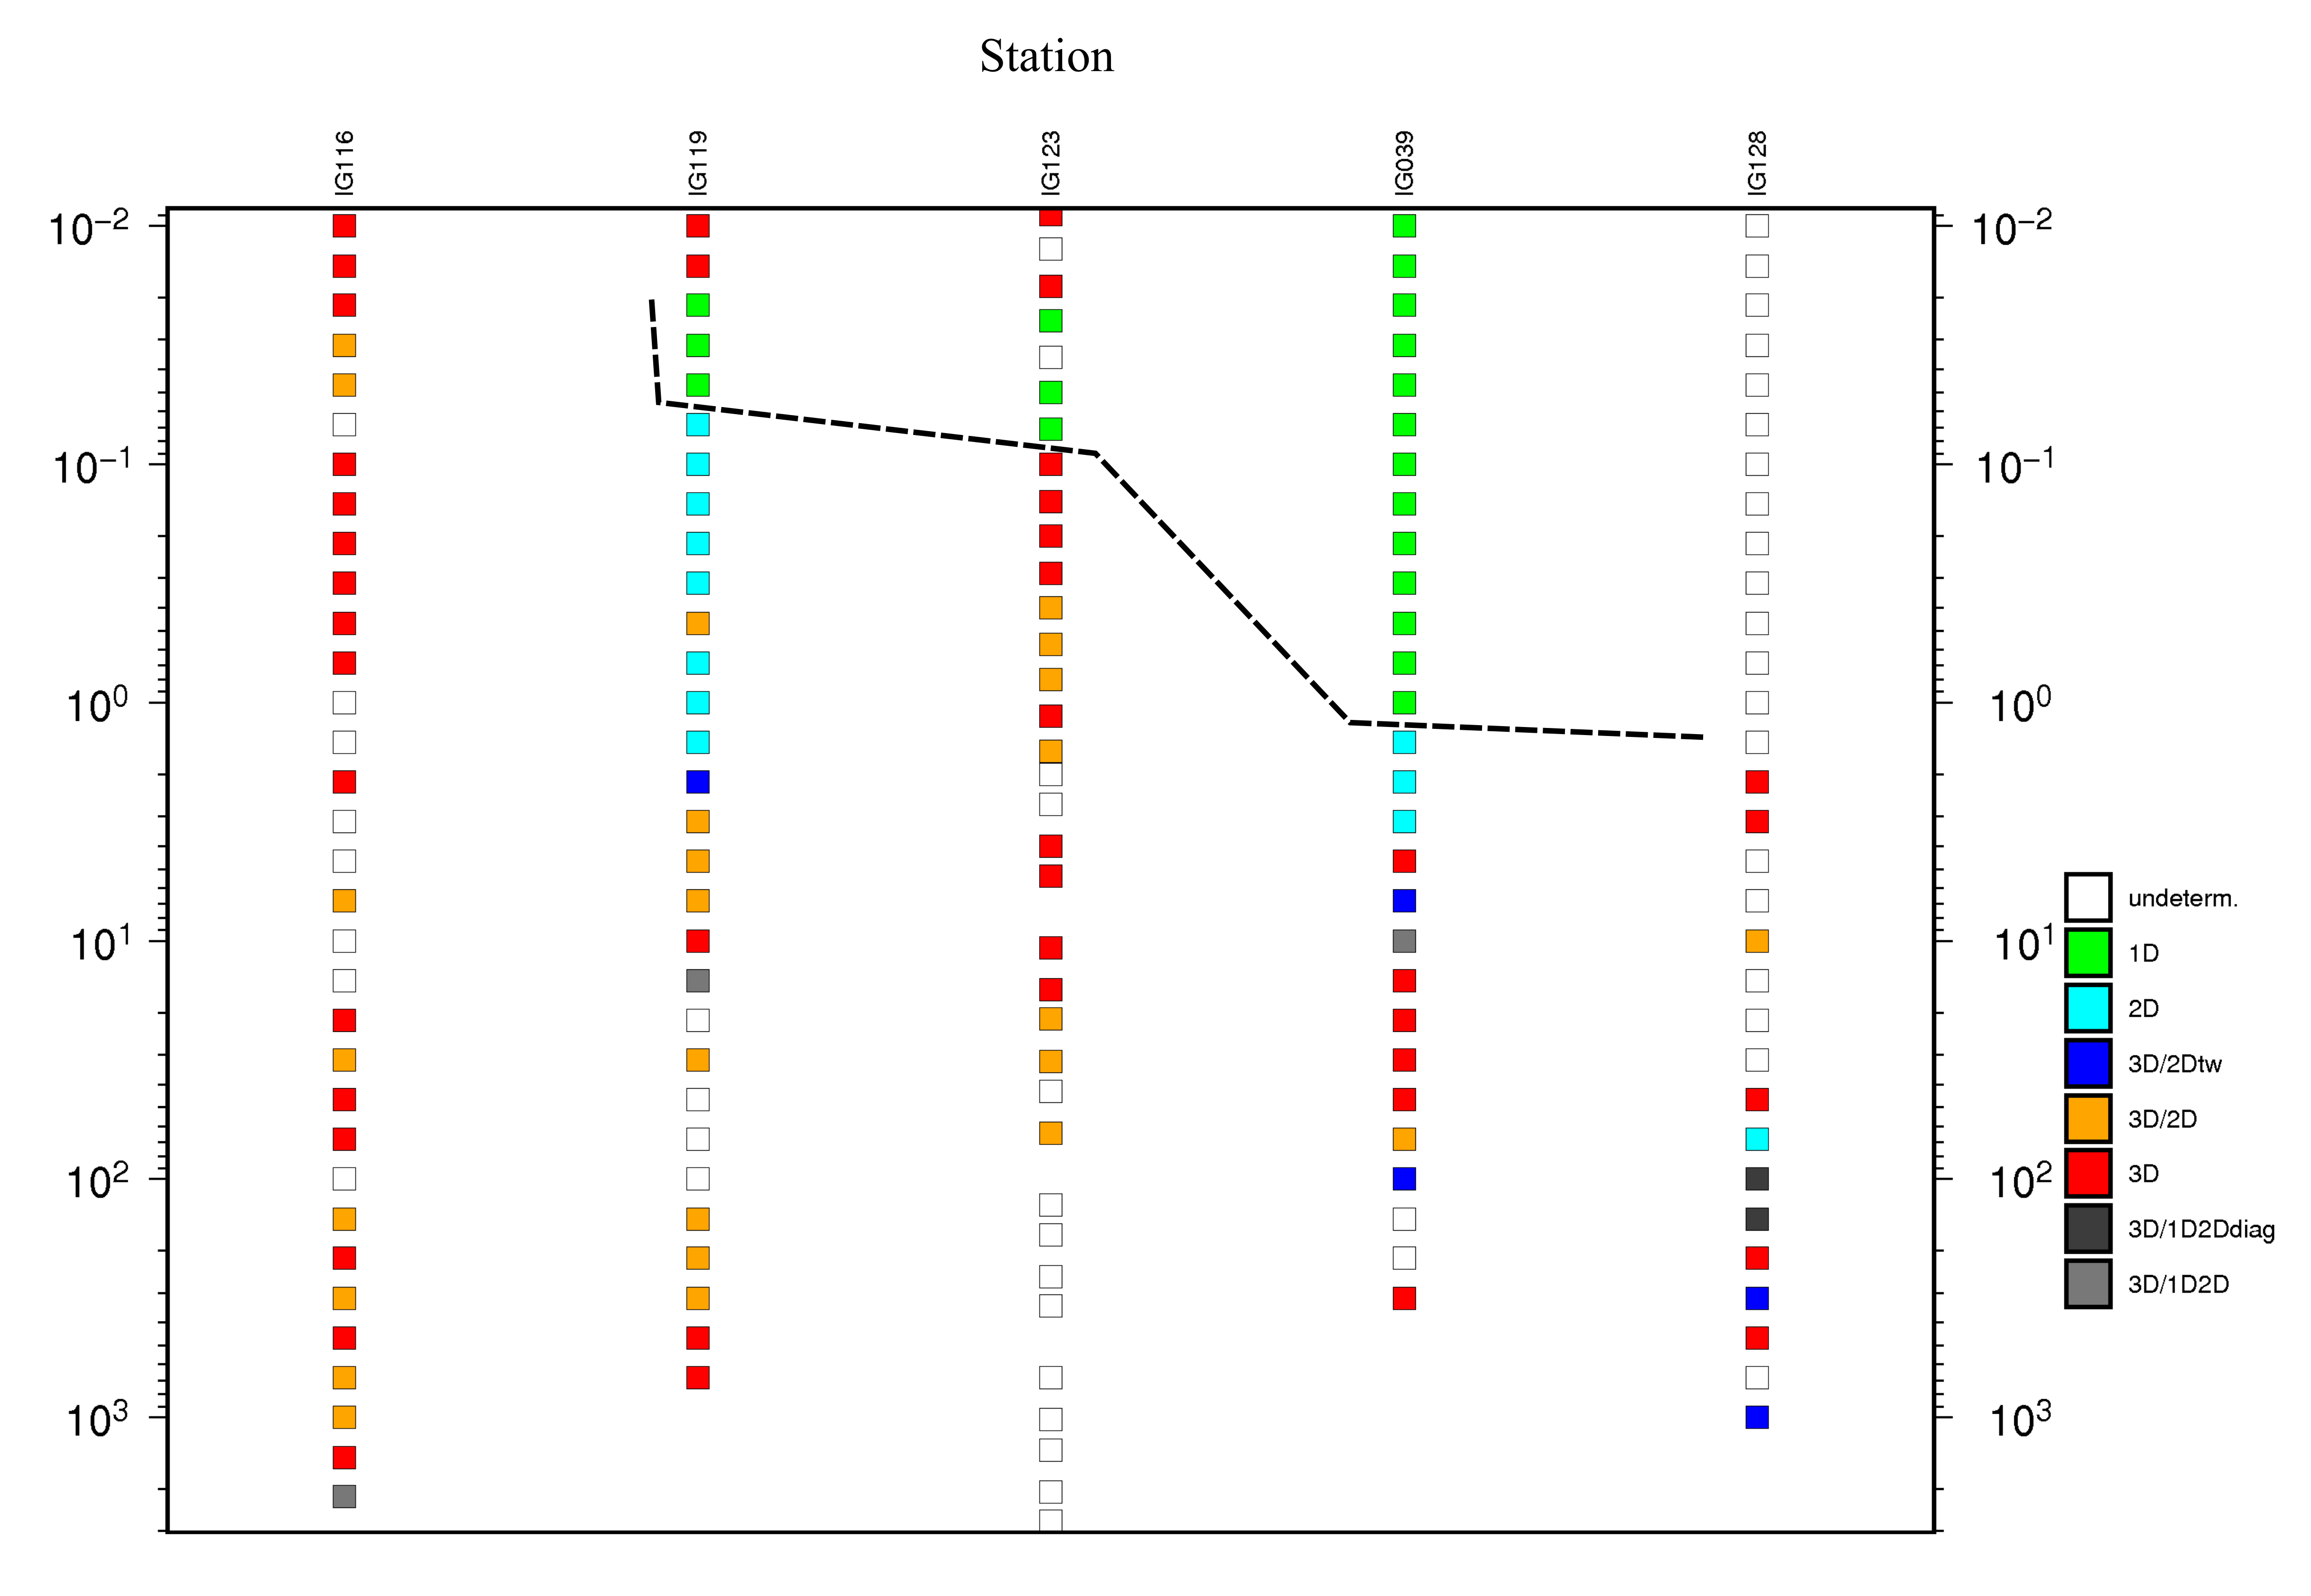 Station
IG116 IG119 IG123 IG039 IG128
10⁻² 10⁻²
10⁻¹ 10⁻¹
10⁰ 10⁰
10¹ 10¹
10² 10²
10³ 10³
undeterm.
1D
2D
3D/2Dtw
3D/2D
3D
3D/1D2Ddiag
3D/1D2D